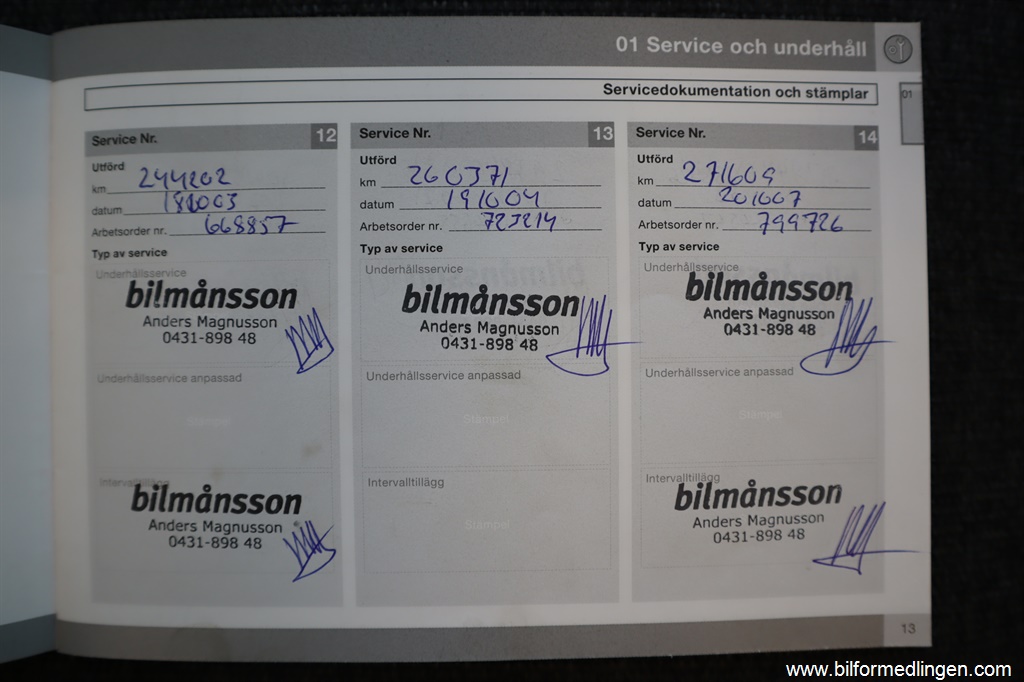 01 Service och underhåll
Servicedokumentation och stämplar
01
Service Nr. 12
Utförd
km 244202
datum 181003
Arbetsorder nr. 668857
Typ av service
Underhållsservice
bilmånsson
Anders Magnusson
0431-898 48
Underhållsservice anpassad
Stämpel
Intervalltillägg
bilmånsson
Anders Magnusson
0431-898 48
Service Nr. 13
Utförd
km 260371
datum 191004
Arbetsorder nr. 723214
Typ av service
Underhållsservice
bilmånsson
Anders Magnusson
0431-898 48
Underhållsservice anpassad
Stämpel
Intervalltillägg
Stämpel
Service Nr. 14
Utförd
km 271609
datum 201007
Arbetsorder nr. 799726
Typ av service
Underhållsservice
bilmånsson
Anders Magnusson
0431-898 48
Underhållsservice anpassad
Stämpel
Intervalltillägg
bilmånsson
Anders Magnusson
0431-898 48
13
www.bilformedlingen.com